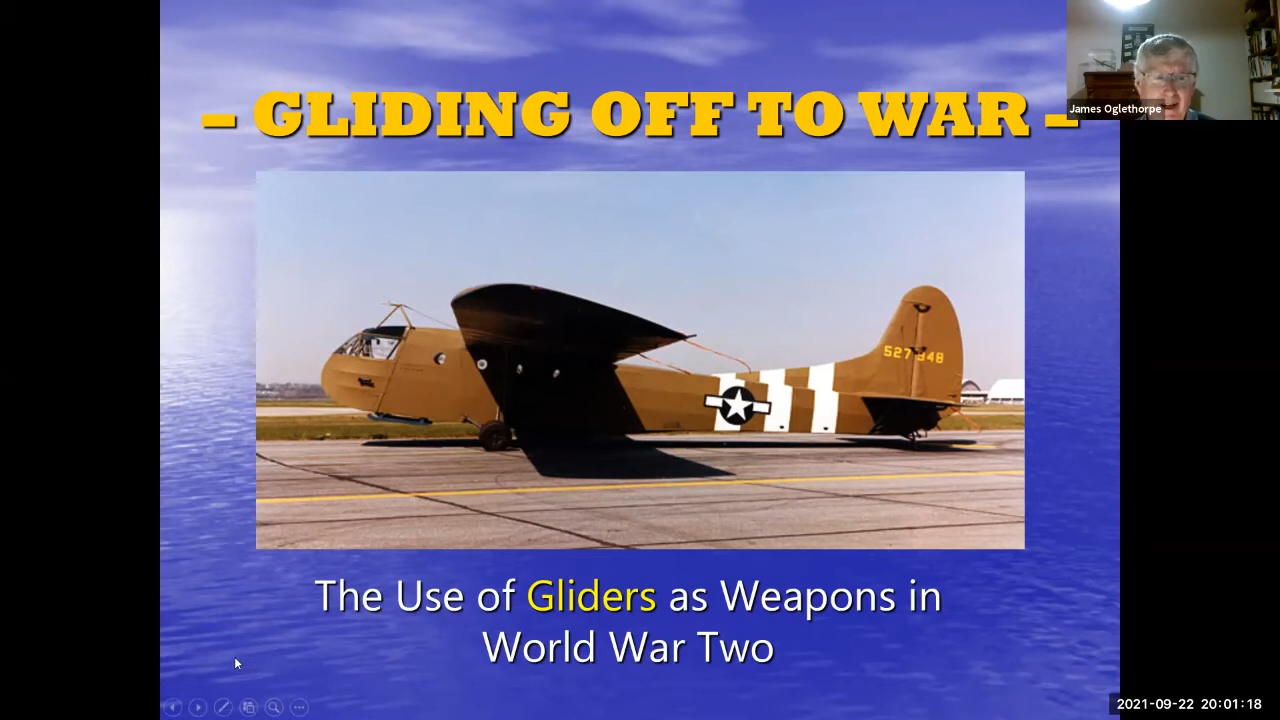 – GLIDING OFF TO WAR –
James Oglethorpe
527948
The Use of Gliders as Weapons in
World War Two
2021-09-22 20:01:18